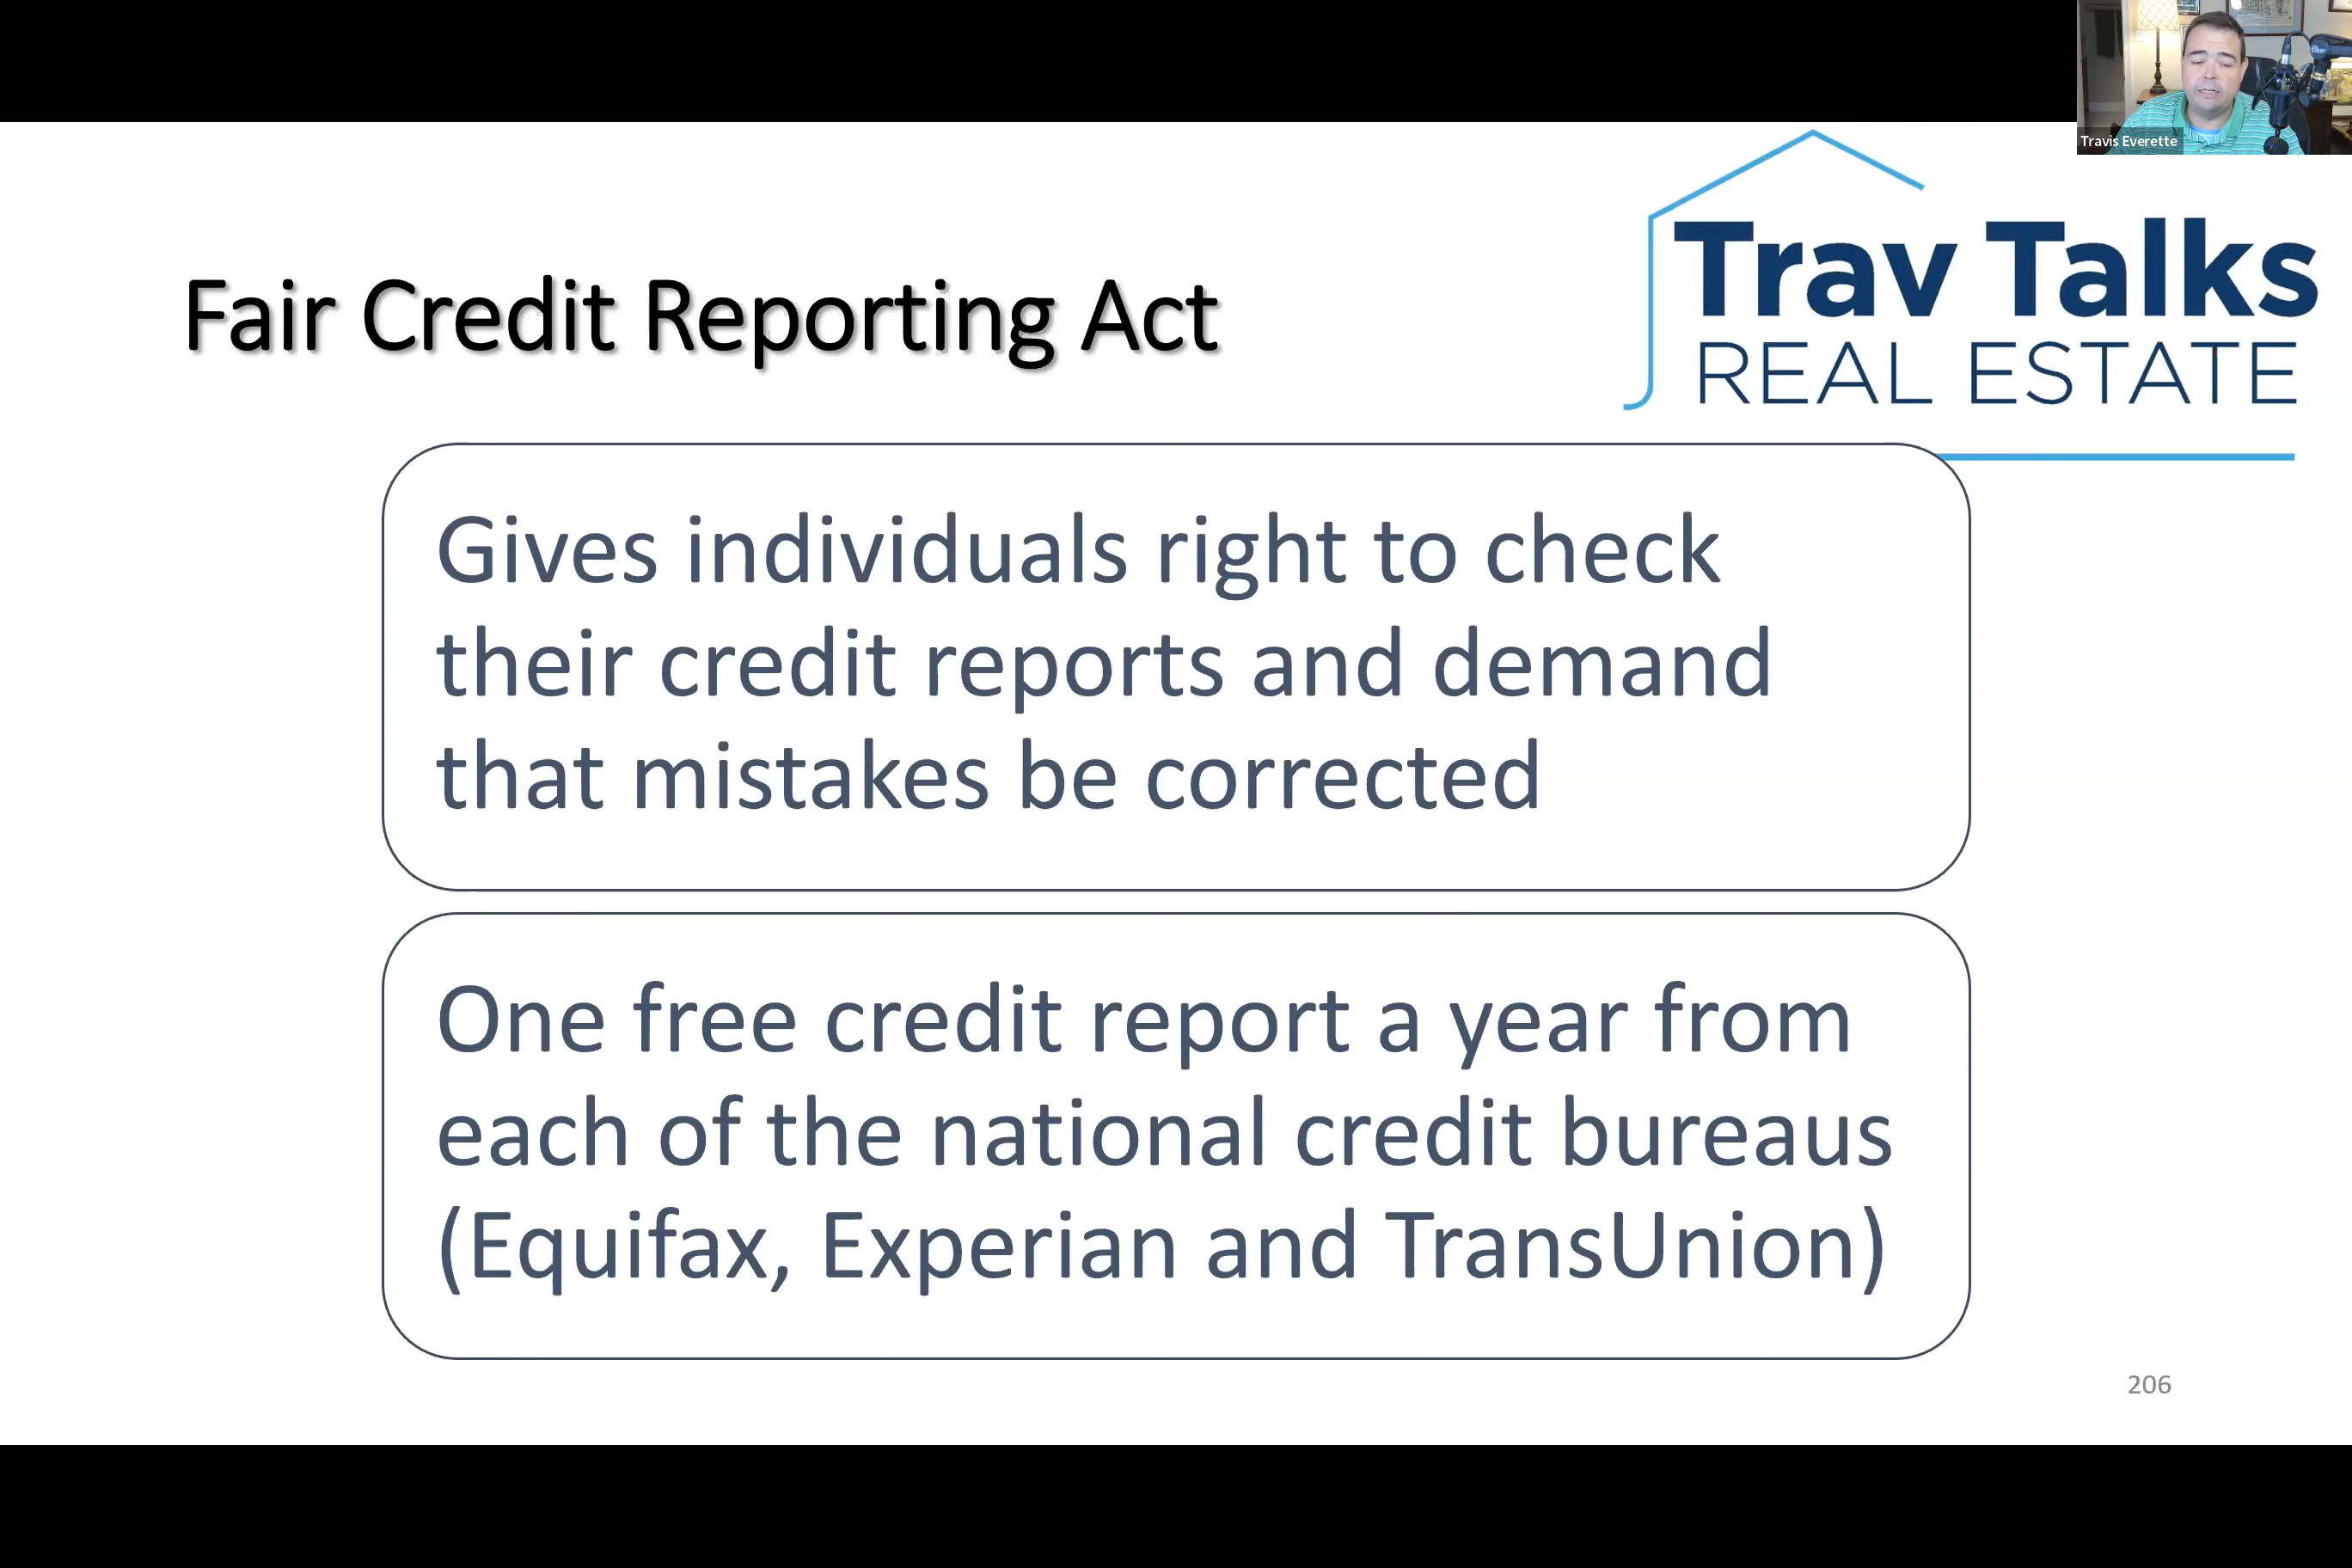 Travis Everette
Trav Talks
REAL ESTATE
Fair Credit Reporting Act
Gives individuals right to check
their credit reports and demand
that mistakes be corrected
One free credit report a year from
each of the national credit bureaus
(Equifax, Experian and TransUnion)
206